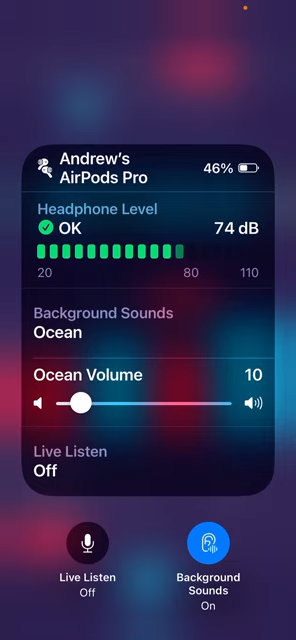 Andrew’s
AirPods Pro
46%
Headphone Level
OK
74 dB
20
80
110
Background Sounds
Ocean
Ocean Volume
10
Live Listen
Off
Live Listen
Off
Background
Sounds
On